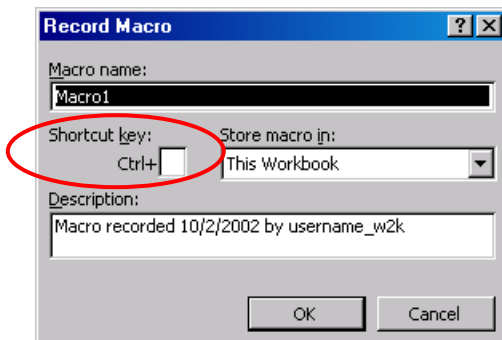 Record Macro
Macro name:
Macro1
Shortcut key: Store macro in:
Ctrl+ This Workbook
Description:
Macro recorded 10/2/2002 by username_w2k
OK Cancel